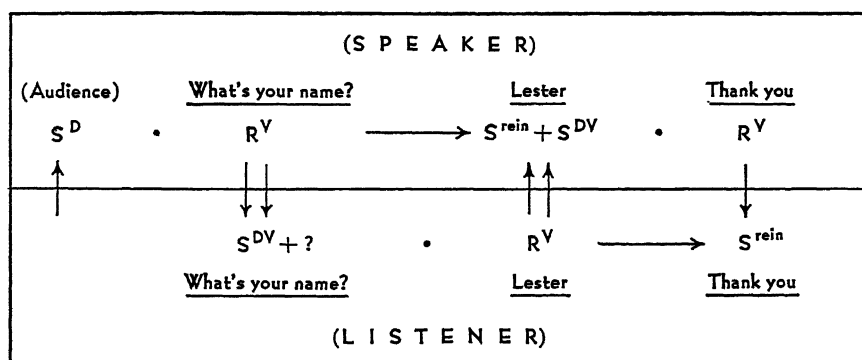 (SPEAKER)
(Audience) What's your name? Lester Thank you
S^D · R^V → S^rein + S^DV · R^V
S^DV + ? · R^V → S^rein
What's your name? Lester Thank you
(LISTENER)